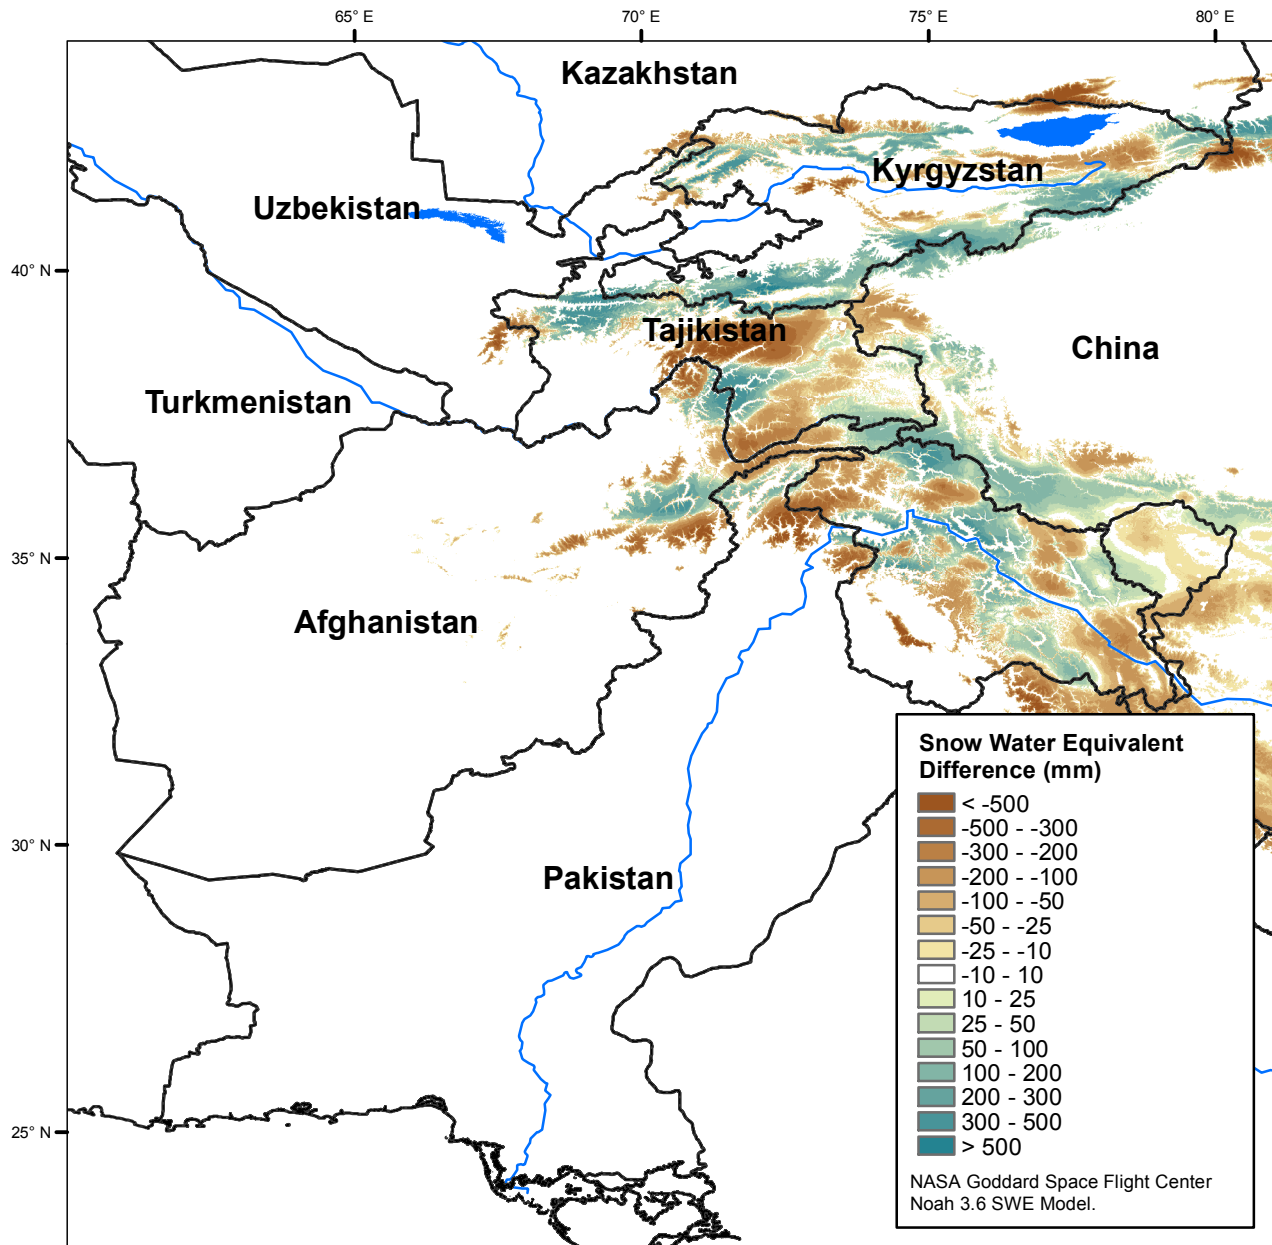 65° E
70° E
75° E
80° E
Kazakhstan
Kyrgyzstan
Uzbekistan
40° N
Tajikistan
China
Turkmenistan
35° N
Afghanistan
30° N
Pakistan
25° N
Snow Water Equivalent
Difference (mm)
< -500
-500 - -300
-300 - -200
-200 - -100
-100 - -50
-50 - -25
-25 - -10
-10 - 10
10 - 25
25 - 50
50 - 100
100 - 200
200 - 300
300 - 500
> 500
NASA Goddard Space Flight Center
Noah 3.6 SWE Model.